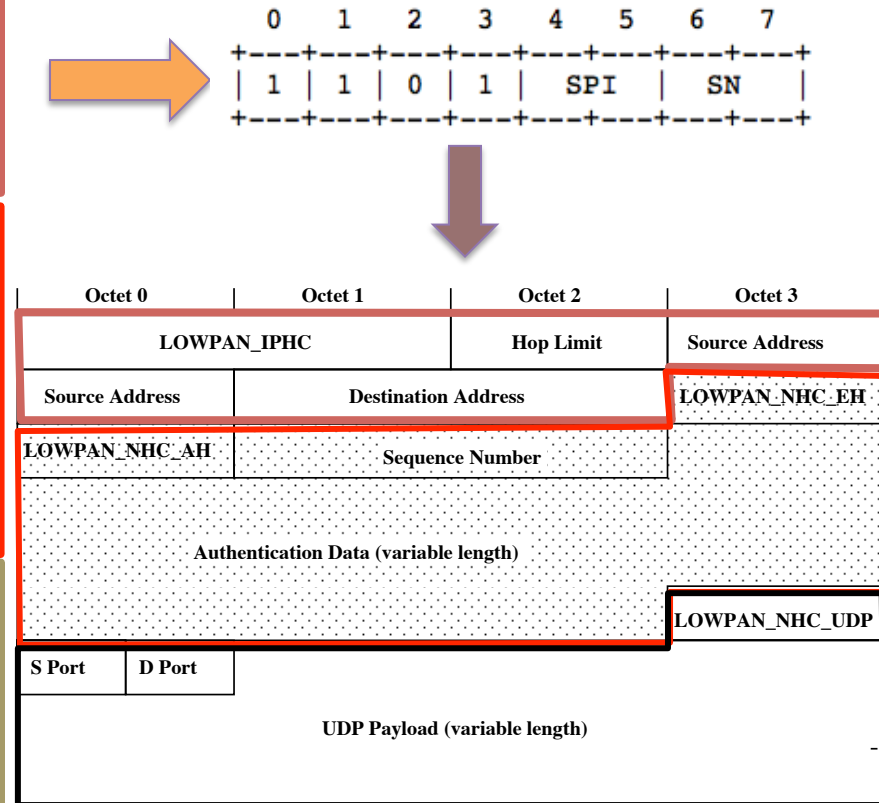 0 1 2 3 4 5 6 7
+---+---+---+---+---+---+---+---+
| 1 | 1 | 0 | 1 | SPI | SN |
+---+---+---+---+---+---+---+---+
Octet 0 Octet 1 Octet 2 Octet 3
LOWPAN_IPHC Hop Limit Source Address
Source Address Destination Address LOWPAN_NHC_EH
LOWPAN_NHC_AH Sequence Number
Authentication Data (variable length)
LOWPAN_NHC_UDP
S Port D Port
UDP Payload (variable length)